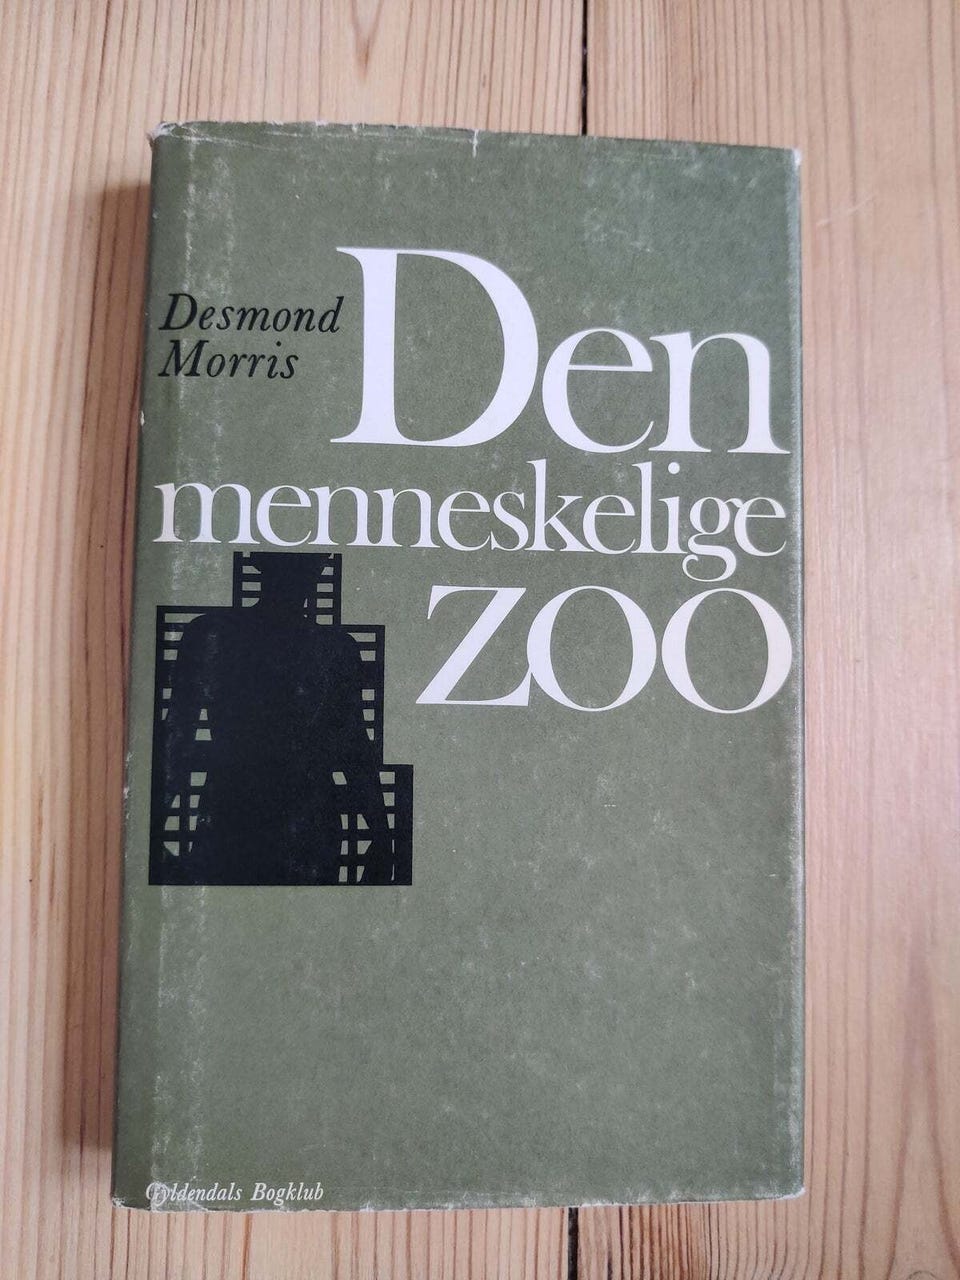 Desmond
Morris
Den
menneskelige
zoo
Gyldendals Bogklub